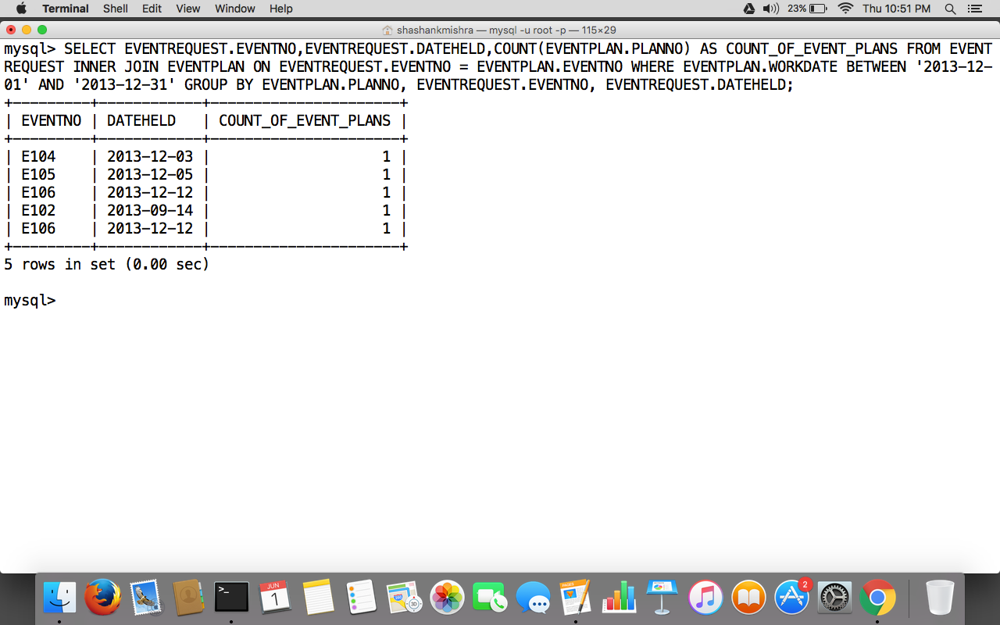 Terminal Shell Edit View Window Help 23% Thu 10:51 PM
shashankmishra — mysql -u root -p — 115×29
mysql> SELECT EVENTREQUEST.EVENTNO,EVENTREQUEST.DATEHELD,COUNT(EVENTPLAN.PLANNO) AS COUNT_OF_EVENT_PLANS FROM EVENT
REQUEST INNER JOIN EVENTPLAN ON EVENTREQUEST.EVENTNO = EVENTPLAN.EVENTNO WHERE EVENTPLAN.WORKDATE BETWEEN '2013-12-
01' AND '2013-12-31' GROUP BY EVENTPLAN.PLANNO, EVENTREQUEST.EVENTNO, EVENTREQUEST.DATEHELD;
+---------+------------+----------------------+
| EVENTNO | DATEHELD   | COUNT_OF_EVENT_PLANS |
+---------+------------+----------------------+
| E104    | 2013-12-03 |                    1 |
| E105    | 2013-12-05 |                    1 |
| E106    | 2013-12-12 |                    1 |
| E102    | 2013-09-14 |                    1 |
| E106    | 2013-12-12 |                    1 |
+---------+------------+----------------------+
5 rows in set (0.00 sec)
mysql>
>_
JUN
1
3D
PAGES
2